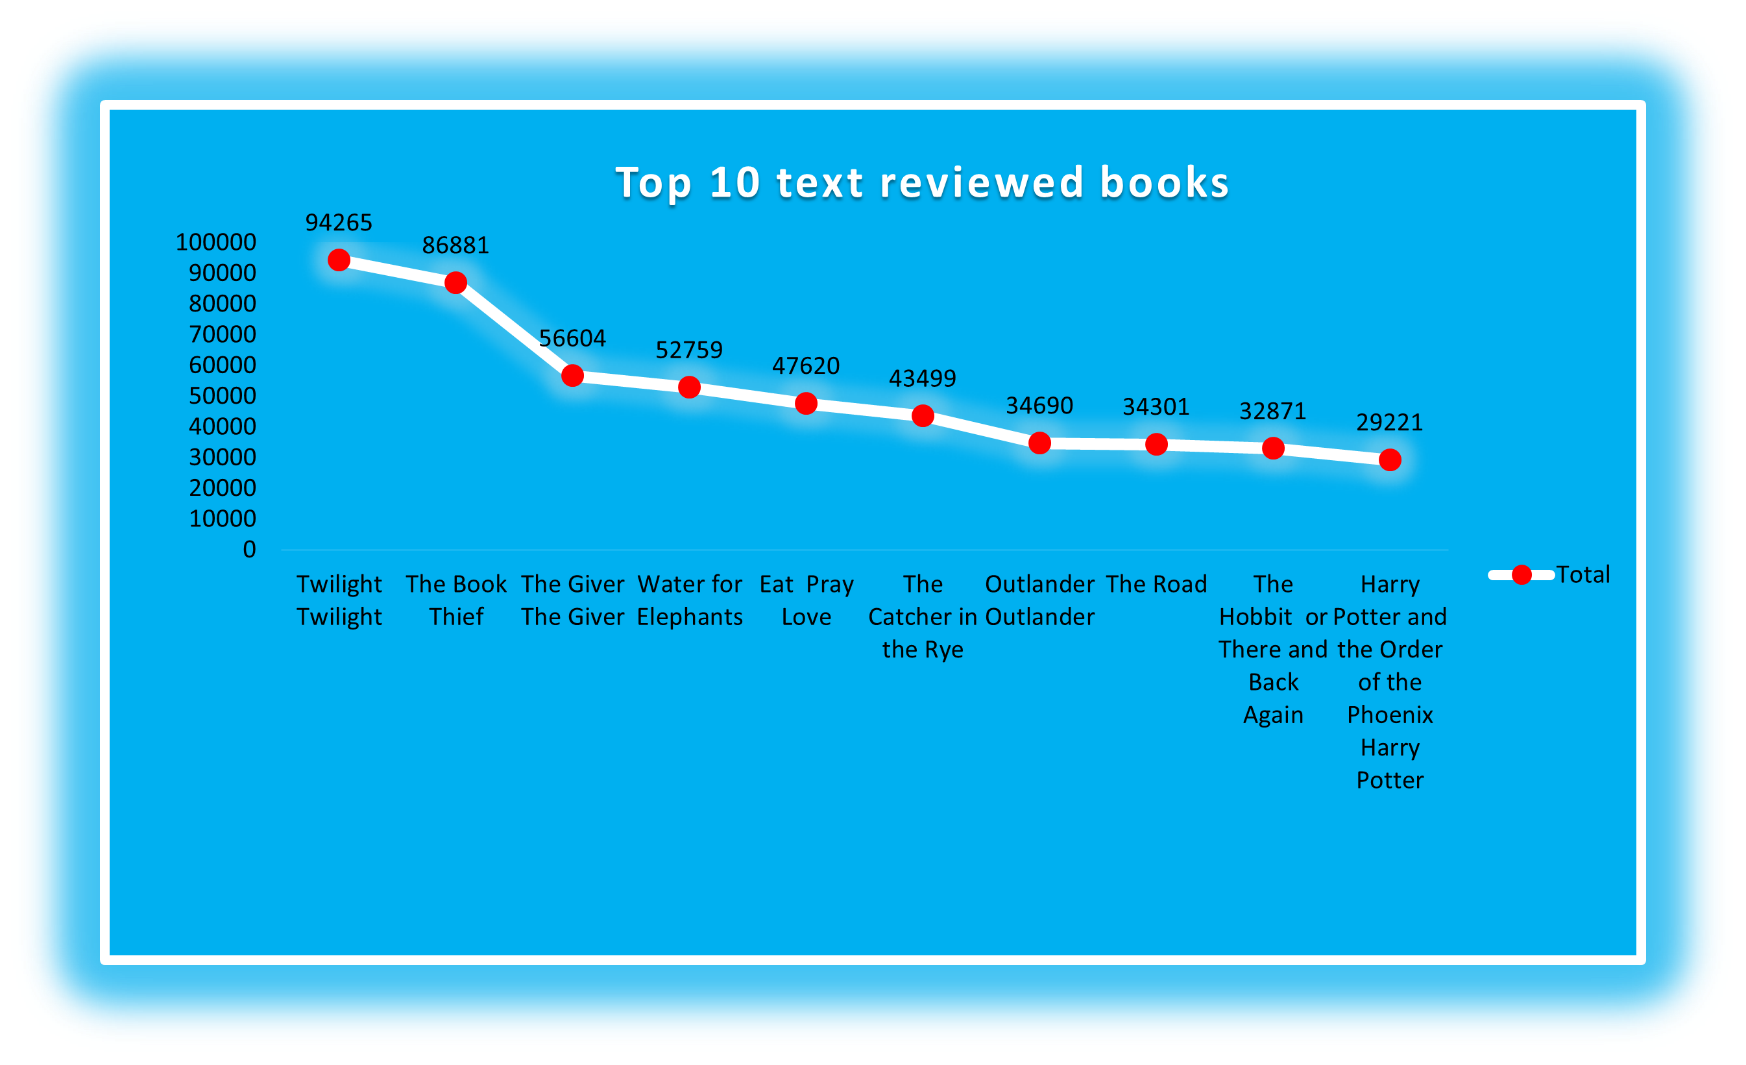 Top 10 text reviewed books
94265
86881
56604
52759
47620
43499
34690
34301
32871
29221
100000
90000
80000
70000
60000
50000
40000
30000
20000
10000
0
Twilight
Twilight
The Book
Thief
The Giver
The Giver
Water for
Elephants
Eat  Pray
Love
The
Catcher in
the Rye
Outlander
Outlander
The Road
The
Hobbit  or
There and
Back
Again
Harry
Potter and
the Order
of the
Phoenix
Harry
Potter
Total